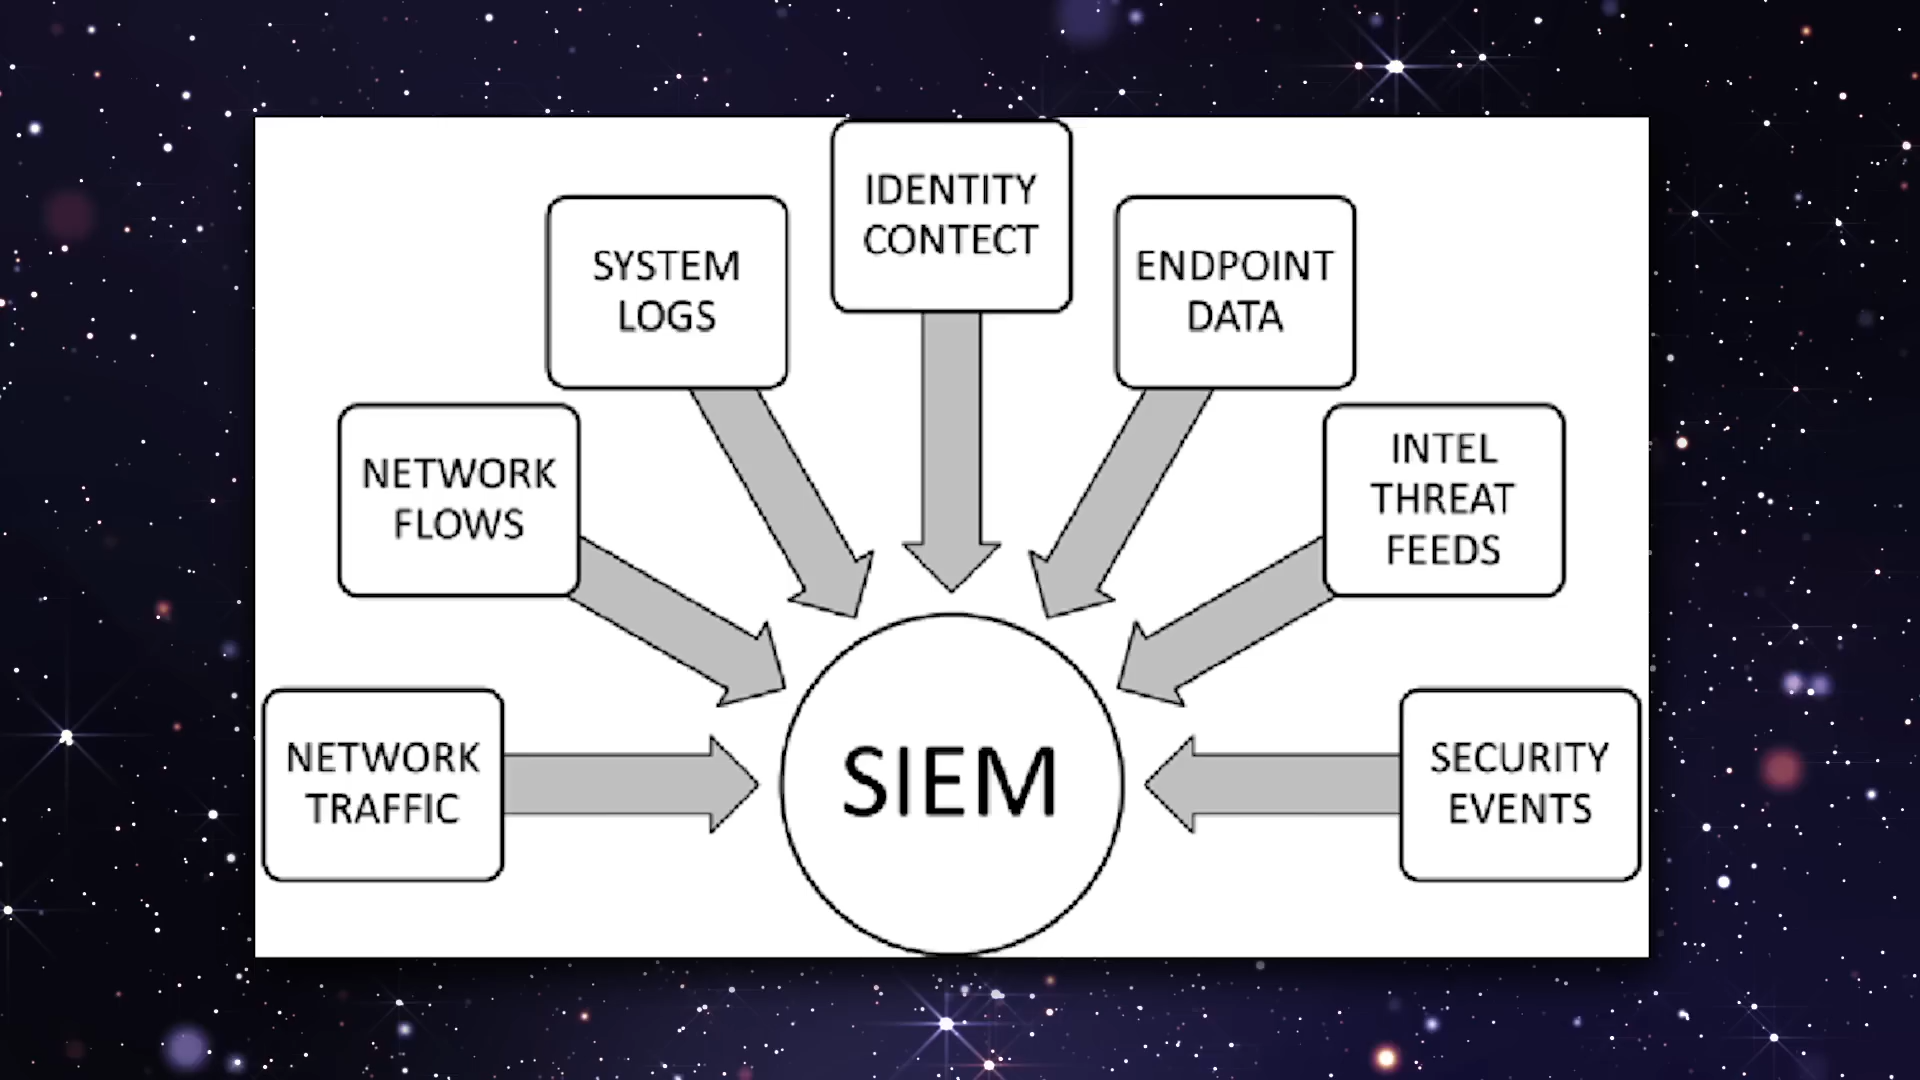 IDENTITY
CONTECT
SYSTEM
LOGS
ENDPOINT
DATA
NETWORK
FLOWS
INTEL
THREAT
FEEDS
NETWORK
TRAFFIC
SIEM
SECURITY
EVENTS